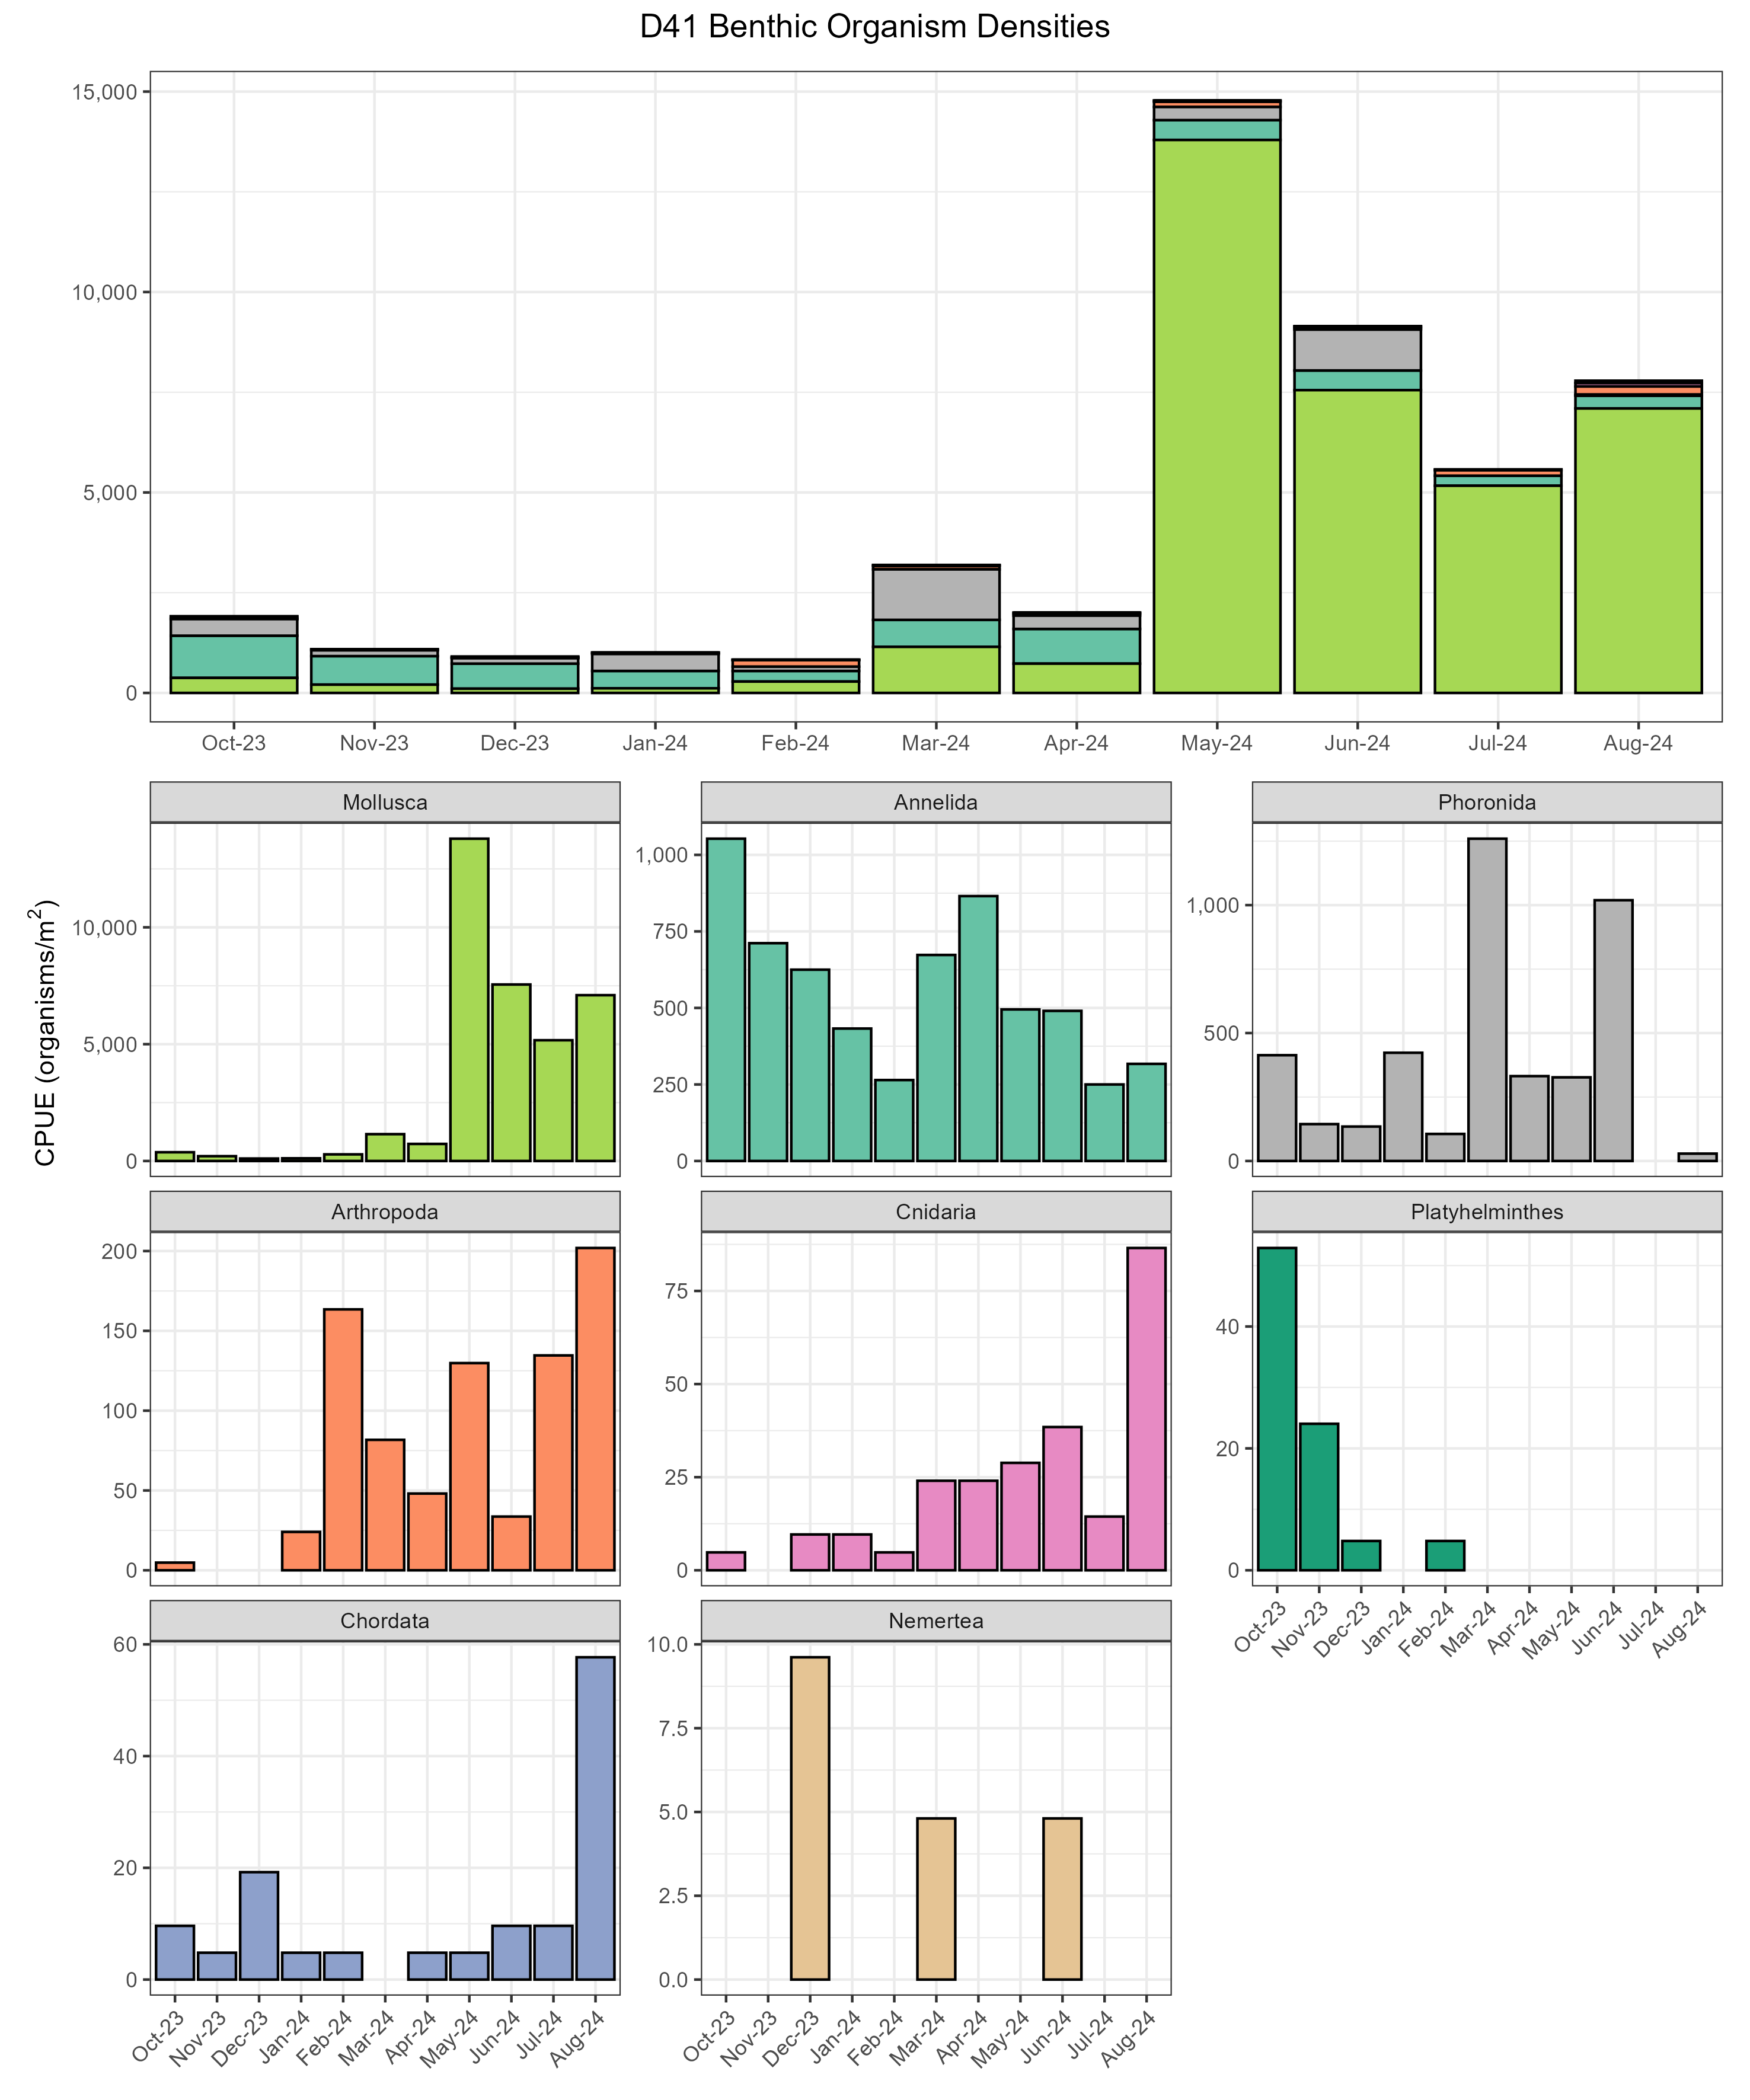 D41 Benthic Organism Densities
15,000
10,000
5,000
0
Oct-23 Nov-23 Dec-23 Jan-24 Feb-24 Mar-24 Apr-24 May-24 Jun-24 Jul-24 Aug-24
CPUE (organisms/m²)
Mollusca
10,000
5,000
0
Annelida
1,000
750
500
250
0
Phoronida
1,000
500
0
Arthropoda
200
150
100
50
0
Cnidaria
75
50
25
0
Platyhelminthes
40
20
0
Oct-23 Nov-23 Dec-23 Jan-24 Feb-24 Mar-24 Apr-24 May-24 Jun-24 Jul-24 Aug-24
Chordata
60
40
20
0
Oct-23 Nov-23 Dec-23 Jan-24 Feb-24 Mar-24 Apr-24 May-24 Jun-24 Jul-24 Aug-24
Nemertea
10.0
7.5
5.0
2.5
0.0
Oct-23 Nov-23 Dec-23 Jan-24 Feb-24 Mar-24 Apr-24 May-24 Jun-24 Jul-24 Aug-24